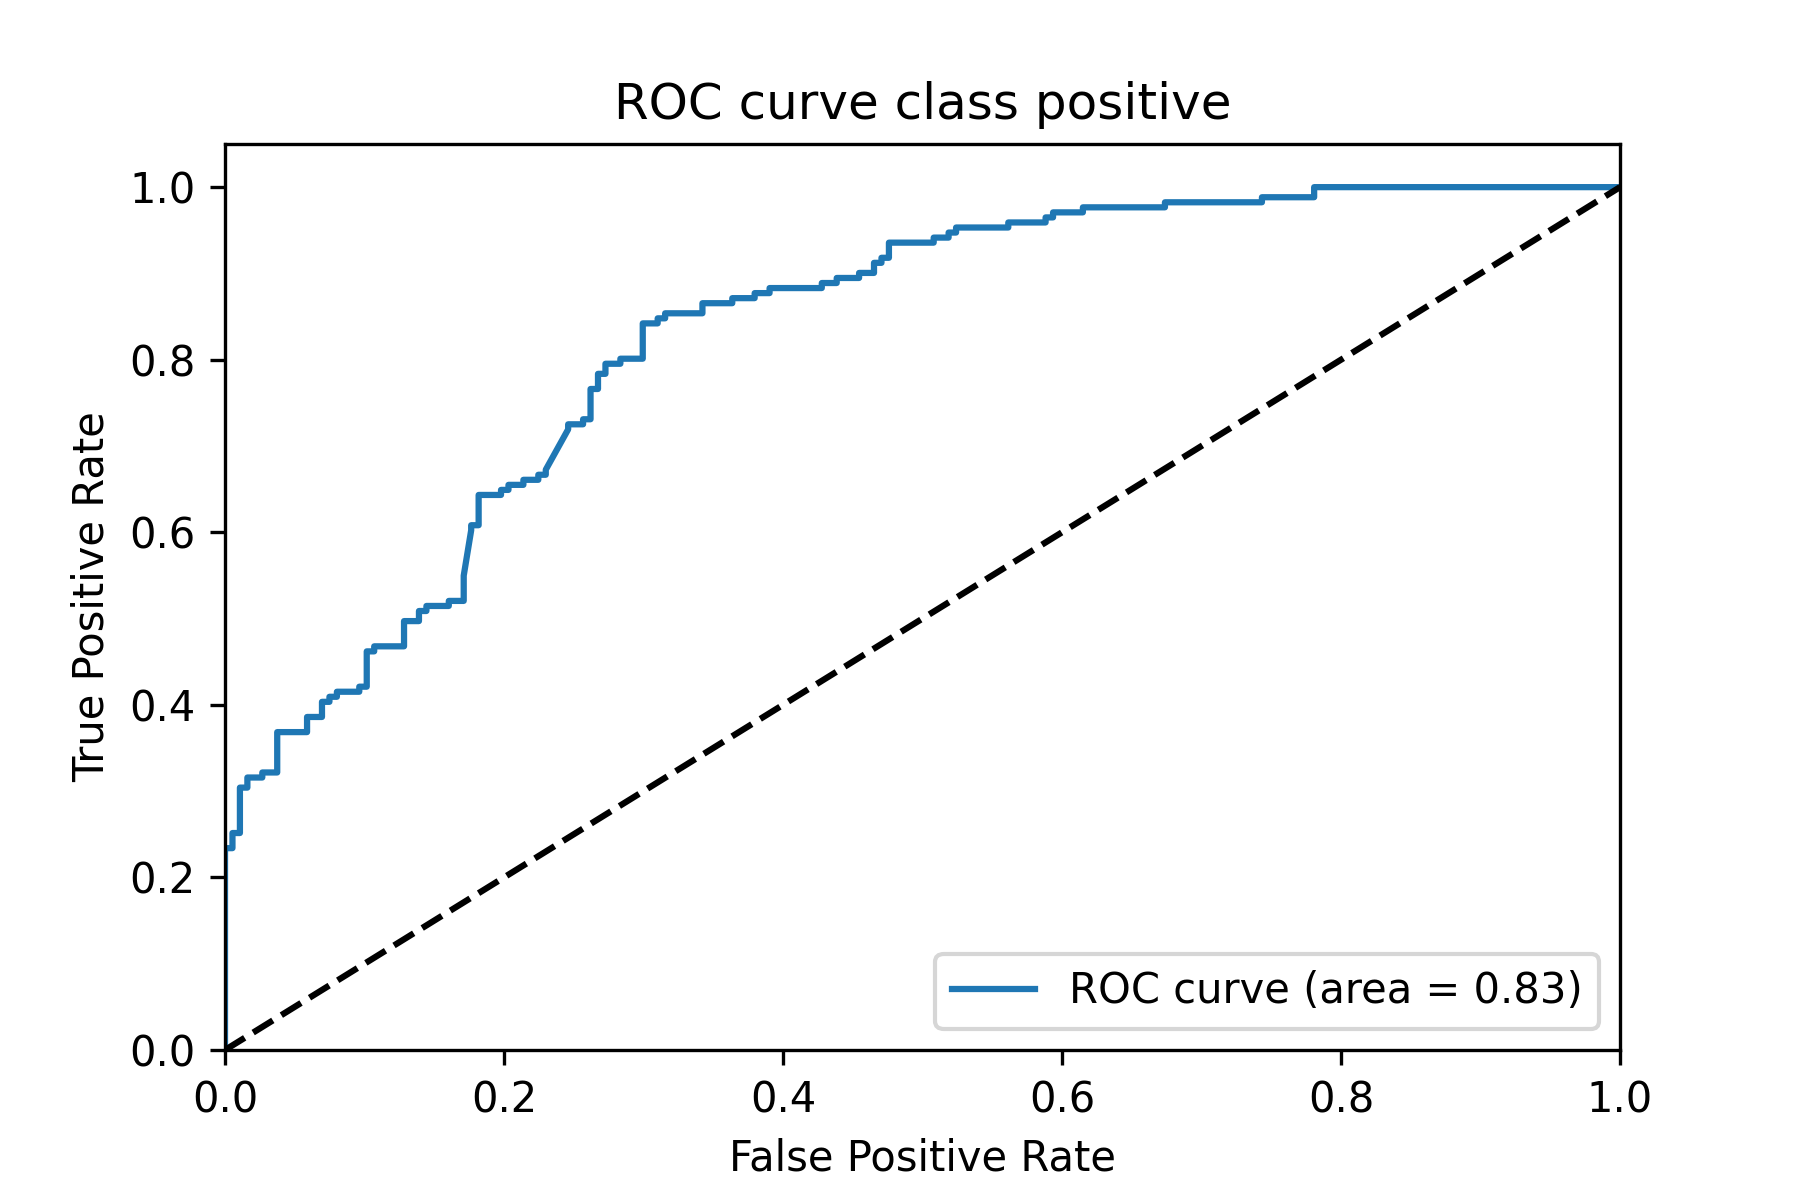 ROC curve class positive
1.0
0.8
0.6
0.4
0.2
0.0
True Positive Rate
ROC curve (area = 0.83)
0.0 0.2 0.4 0.6 0.8 1.0
False Positive Rate